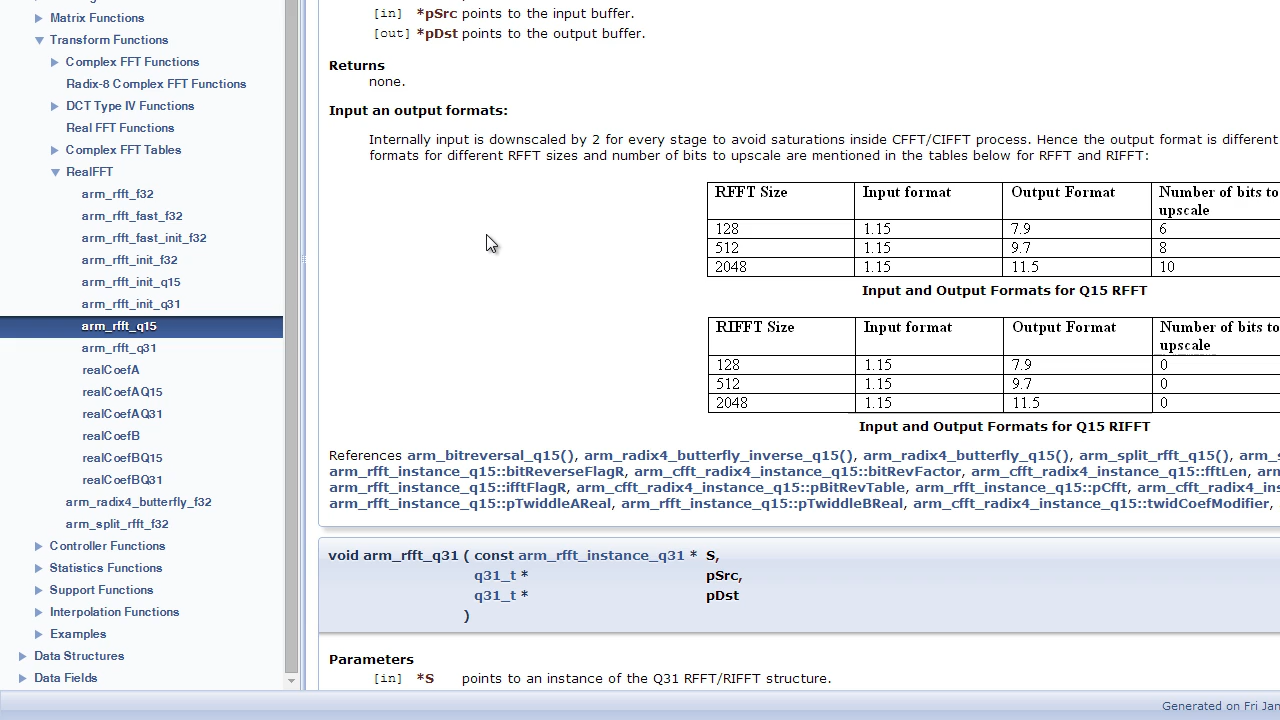 Matrix Functions
Transform Functions
Complex FFT Functions
Radix-8 Complex FFT Functions
DCT Type IV Functions
Real FFT Functions
Complex FFT Tables
RealFFT
arm_rfft_f32
arm_rfft_fast_f32
arm_rfft_fast_init_f32
arm_rfft_init_f32
arm_rfft_init_q15
arm_rfft_init_q31
arm_rfft_q15
arm_rfft_q31
realCoefA
realCoefAQ15
realCoefAQ31
realCoefB
realCoefBQ15
realCoefBQ31
arm_radix4_butterfly_f32
arm_split_rfft_f32
Controller Functions
Statistics Functions
Support Functions
Interpolation Functions
Examples
Data Structures
Data Fields
[in] *pSrc points to the input buffer.
[out] *pDst points to the output buffer.
Returns
none.
Input an output formats:
Internally input is downscaled by 2 for every stage to avoid saturations inside CFFT/CIFFT process. Hence the output format is different
formats for different RFFT sizes and number of bits to upscale are mentioned in the tables below for RFFT and RIFFT:
RFFT Size Input format Output Format Number of bits to
upscale
128 1.15 7.9 6
512 1.15 9.7 8
2048 1.15 11.5 10
Input and Output Formats for Q15 RFFT
RIFFT Size Input format Output Format Number of bits to
upscale
128 1.15 7.9 0
512 1.15 9.7 0
2048 1.15 11.5 0
Input and Output Formats for Q15 RIFFT
References arm_bitreversal_q15(), arm_radix4_butterfly_inverse_q15(), arm_radix4_butterfly_q15(), arm_split_rfft_q15(),
arm_rfft_instance_q15::bitReverseFlagR, arm_cfft_radix4_instance_q15::bitRevFactor, arm_cfft_radix4_instance_q15::fftLen,
arm_rfft_instance_q15::ifftFlagR, arm_cfft_radix4_instance_q15::pBitRevTable, arm_rfft_instance_q15::pCfft, arm_cfft_radix4_ins
arm_rfft_instance_q15::pTwiddleAReal, arm_rfft_instance_q15::pTwiddleBReal, arm_cfft_radix4_instance_q15::twidCoefModifier,
void arm_rfft_q31 ( const arm_rfft_instance_q31 * S,
q31_t * pSrc,
q31_t * pDst
)
Parameters
[in] *S points to an instance of the Q31 RFFT/RIFFT structure.
Generated on Fri Jan